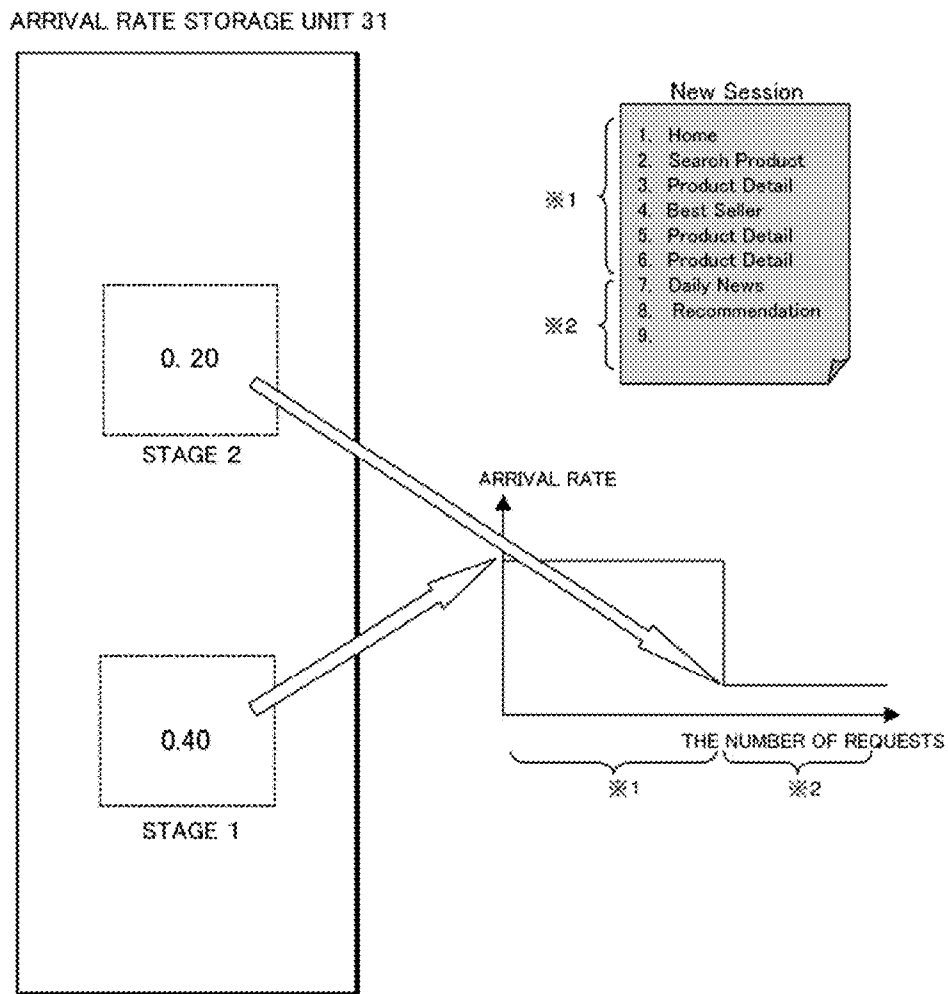 ARRIVAL RATE STORAGE UNIT 31
New Session
1. Home
2. Search Product
3. Product Detail
4. Best Seller
5. Product Detail
6. Product Detail
7. Daily News
8. Recommendation
9.
※1
※2
0. 20
STAGE 2
ARRIVAL RATE
0.40
STAGE 1
THE NUMBER OF REQUESTS
※1
※2